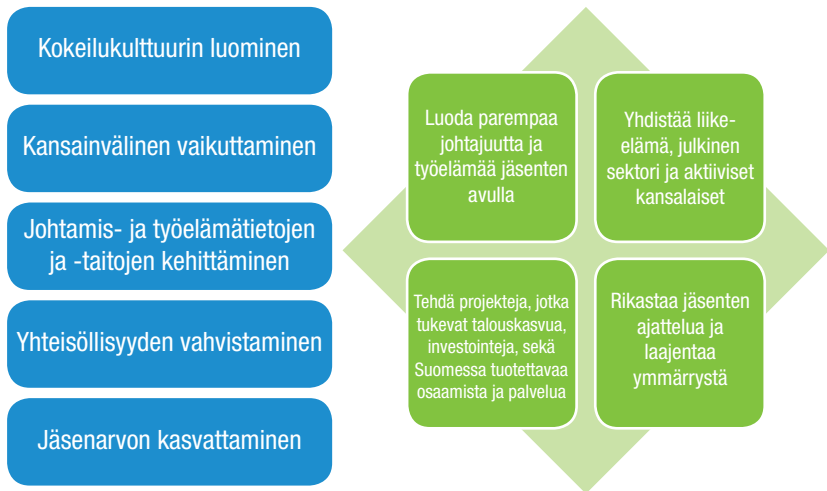 Kokeilukulttuurin luominen
Kansainvälinen vaikuttaminen
Johtamis- ja työelämätietojen
ja -taitojen kehittäminen
Yhteisöllisyyden vahvistaminen
Jäsenarvon kasvattaminen
Luoda parempaa
johtajuutta ja
työelämää jäsenten
avulla
Yhdistää liike-
elämä, julkinen
sektori ja aktiiviset
kansalaiset
Tehdä projekteja, jotka
tukevat talouskasvua,
investointeja, sekä
Suomessa tuotettavaa
osaamista ja palvelua
Rikastaa jäsenten
ajattelua ja
laajentaa
ymmärrystä